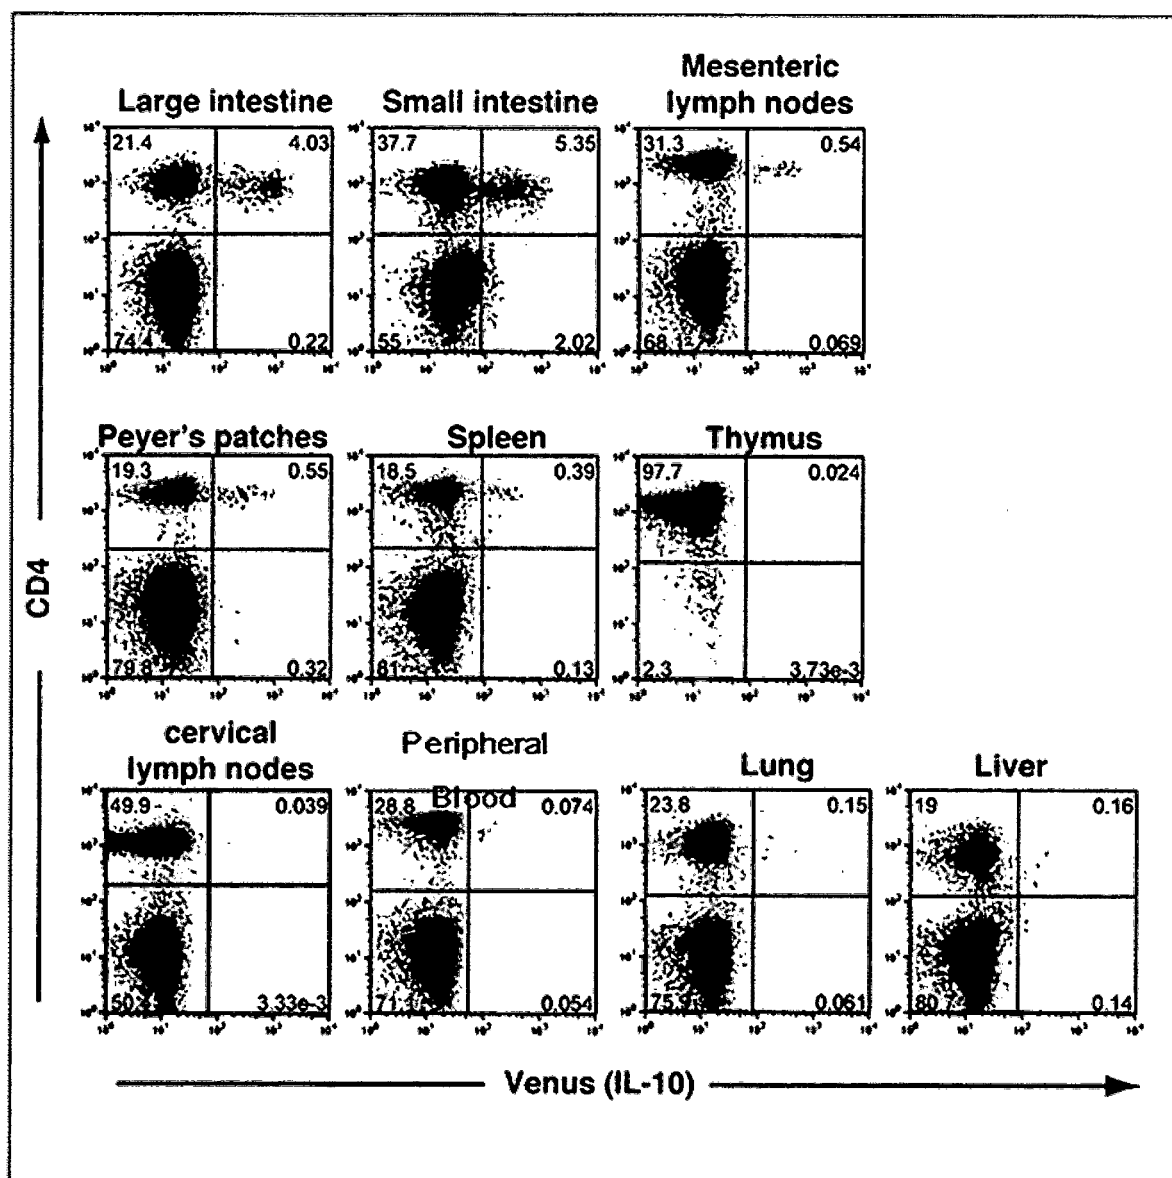 Mesenteric
Large intestine Small intestine lymph nodes
21.4 4.03 37.7 5.35 31.3 0.54
74.4 0.22 55 2.02 68 0.069
Peyer's patches Spleen Thymus
19.3 0.55 18.5 0.39 97.7 0.024
79.8 0.32 81 0.13 2.3 3.73e-3
cervical Peripheral
lymph nodes Blood Lung Liver
49.9 0.039 28.8 0.074 23.8 0.15 19 0.16
50.4 3.33e-3 71.1 0.054 75.9 0.061 80.7 0.14
CD4
Venus (IL-10)